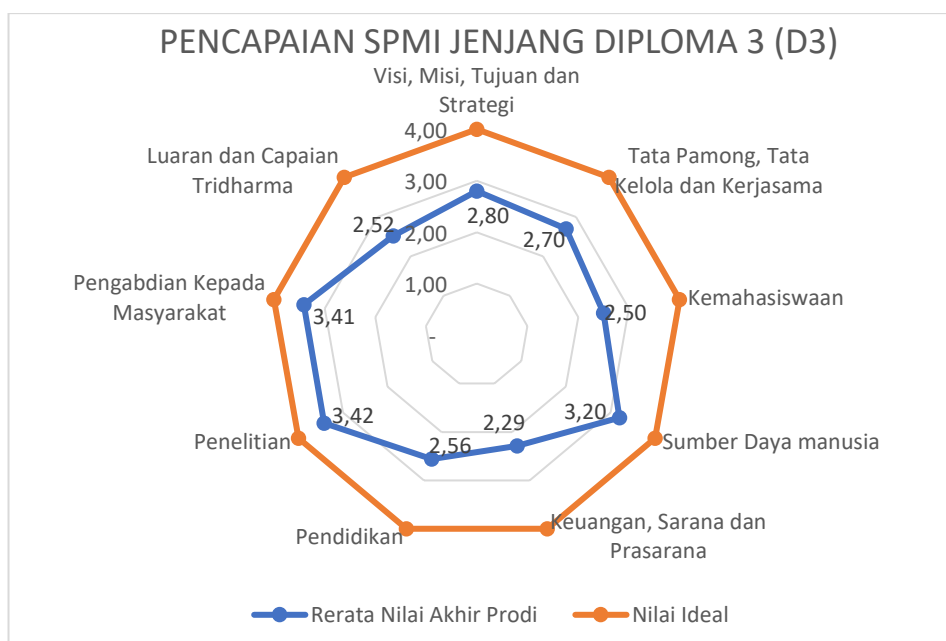 PENCAPAIAN SPMI JENJANG DIPLOMA 3 (D3)
Visi, Misi, Tujuan dan
Strategi
Tata Pamong, Tata
Kelola dan Kerjasama
Kemahasiswaan
Sumber Daya manusia
Keuangan, Sarana dan
Prasarana
Pendidikan
Penelitian
Pengabdian Kepada
Masyarakat
Luaran dan Capaian
Tridharma
4,00
3,00
2,00
1,00
-
2,80
2,70
2,50
3,20
2,29
2,56
3,42
3,41
2,52
Rerata Nilai Akhir Prodi
Nilai Ideal